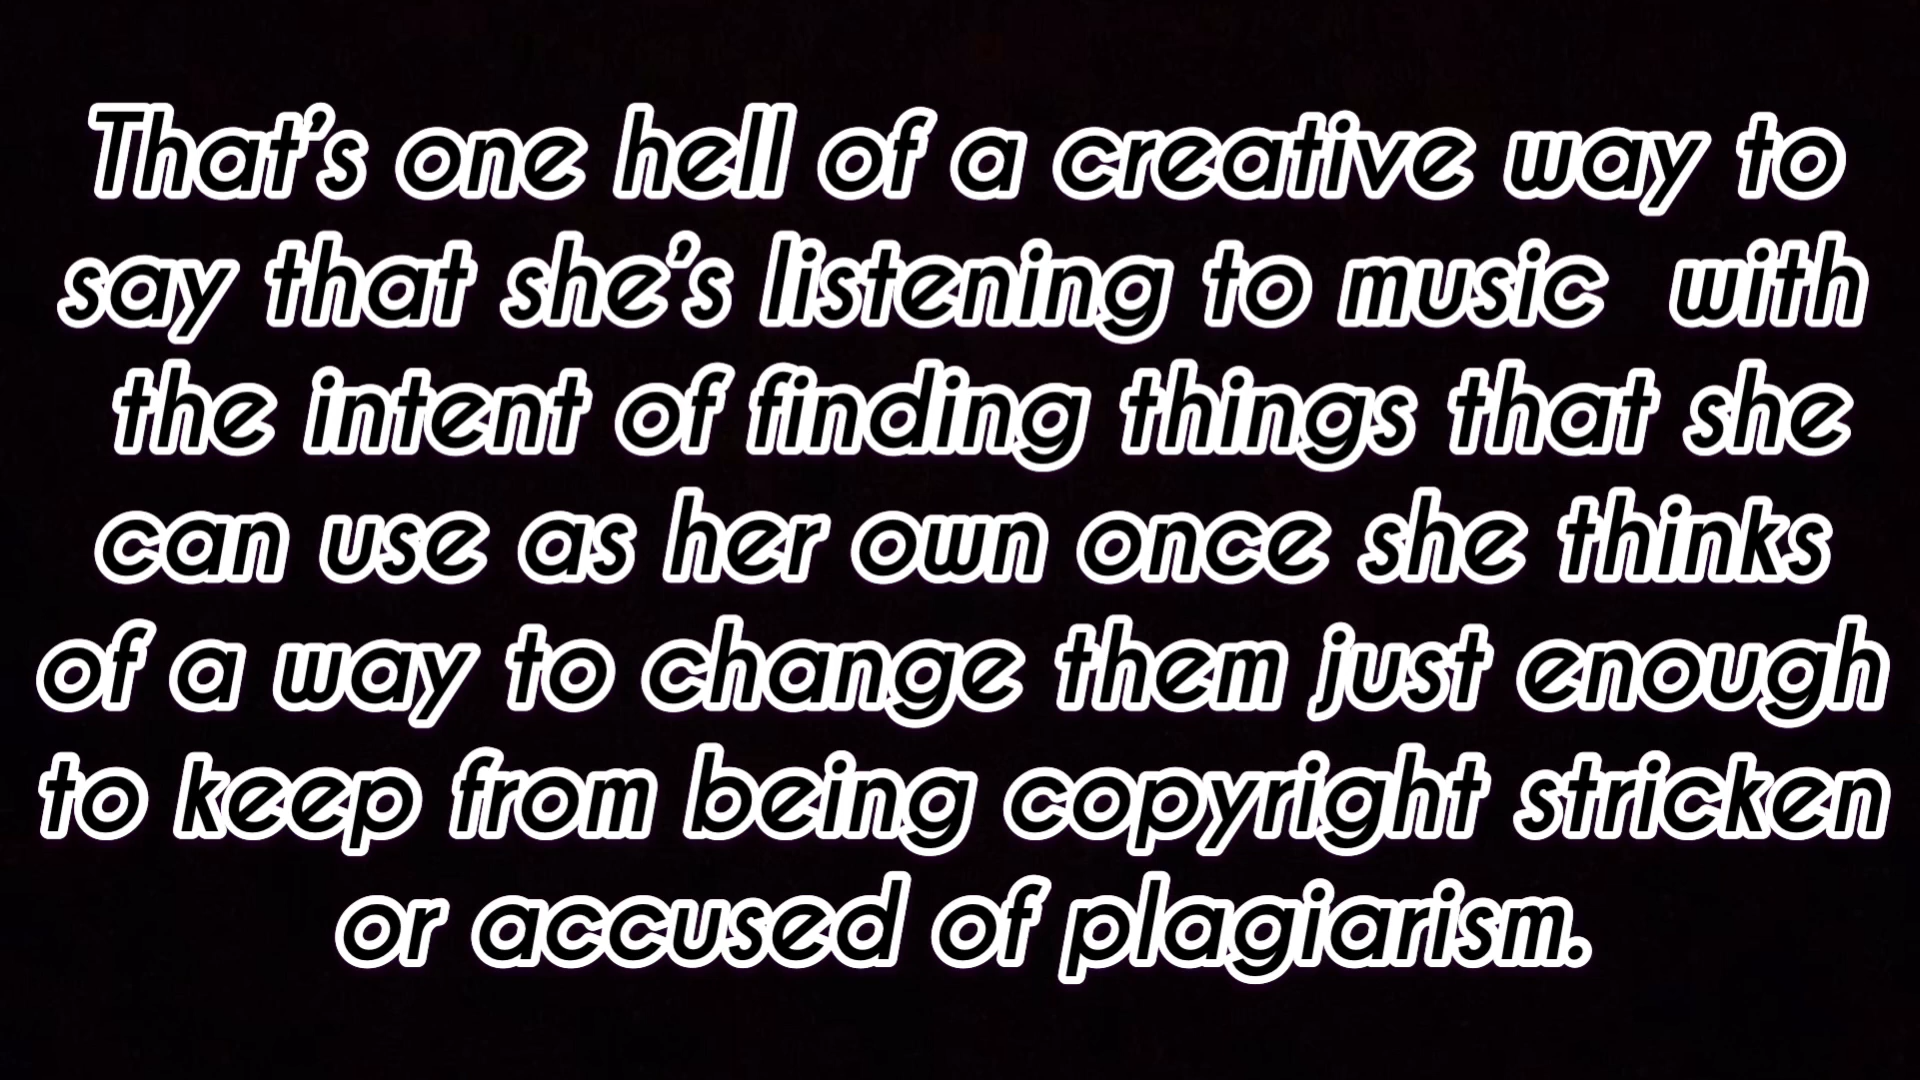 That’s one hell of a creative way to
say that she’s listening to music  with
the intent of finding things that she
can use as her own once she thinks
of a way to change them just enough
to keep from being copyright stricken
or accused of plagiarism.